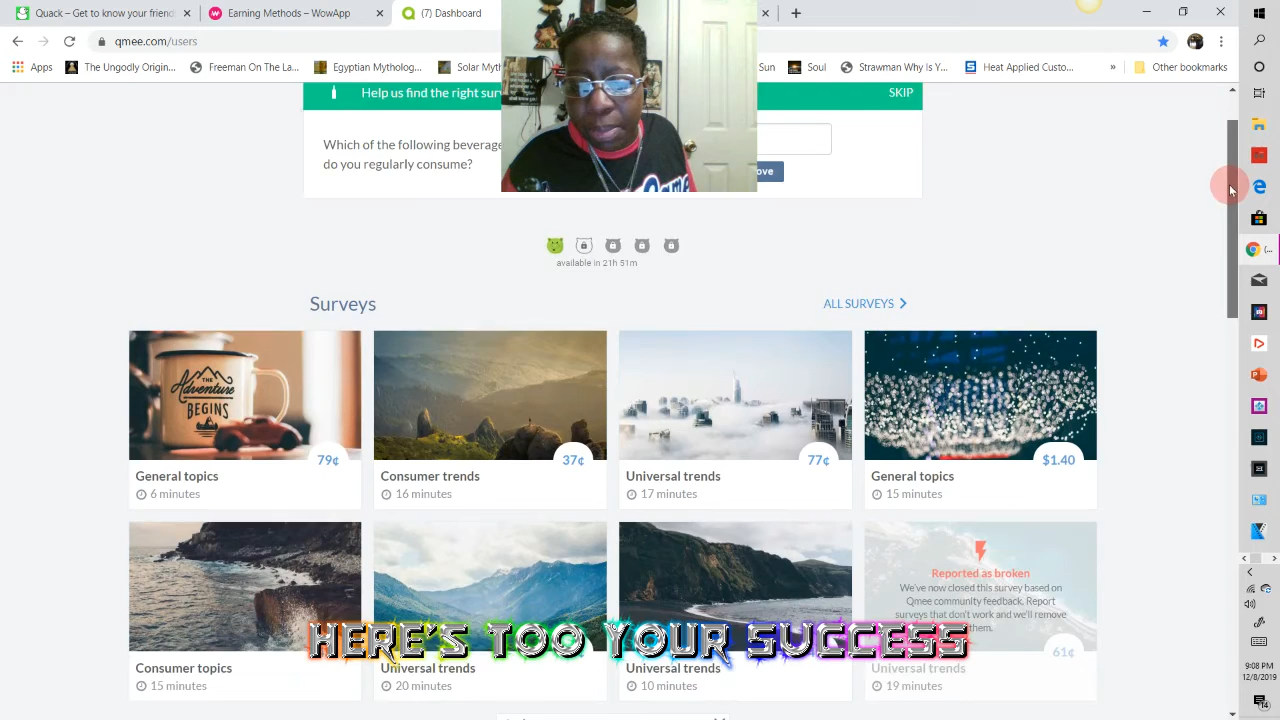 Quack – Get for Free
Earning Methods – WowApp
(7) Dashboard
qmee.com/users
Apps
The Ungodly Origin...
Freeman On The La...
Egyptian Mytholog...
Solar Myth
Sun
Soul
Strawman Why Is Y...
Heat Applied Custo...
Other bookmarks
Help us find the right sur
SKIP
Which of the following beverage
do you regularly consume?
ove
available in 21h 51m
Surveys
ALL SURVEYS
79¢
37¢
77¢
$1.40
General topics
Consumer trends
Universal trends
General topics
6 minutes
16 minutes
17 minutes
15 minutes
THE
Adventure
BEGINS
Reported as broken
We've now closed this survey based on
Qmee community feedback. Report
surveys that don't work and we'll remove
them.
HERE'S TOO YOUR SUCCESS
61¢
Consumer topics
Universal trends
Universal trends
Universal trends
15 minutes
20 minutes
10 minutes
19 minutes
9:08 PM
12/8/2019